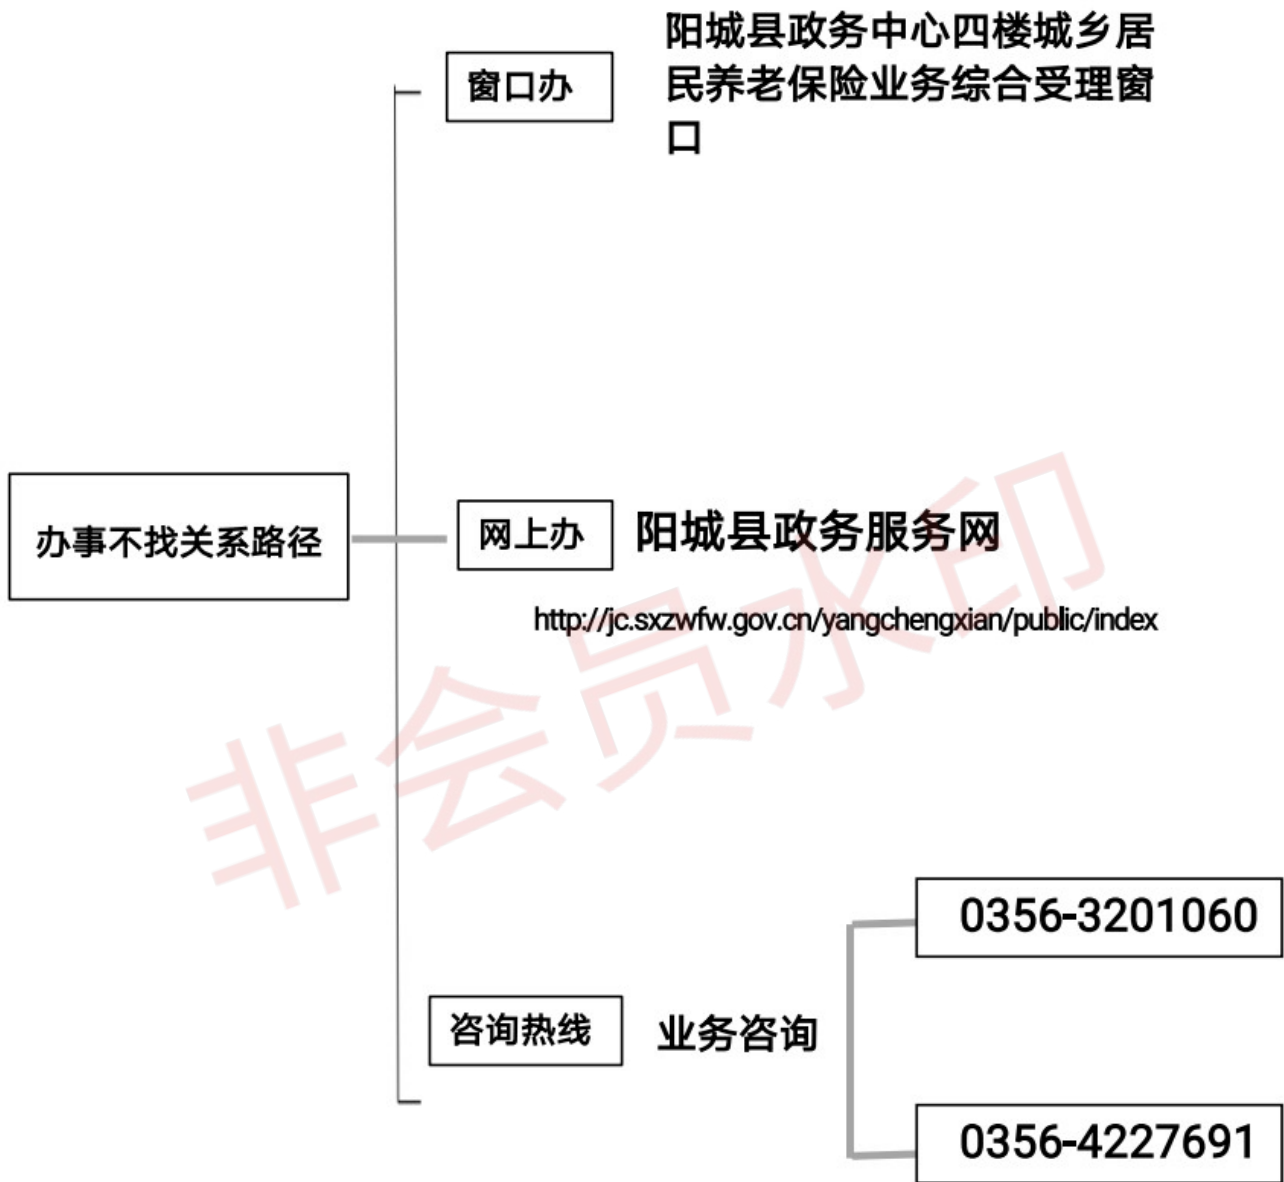 窗口办
阳城县政务中心四楼城乡居
民养老保险业务综合受理窗
口
办事不找关系路径
网上办
阳城县政务服务网
http://jc.sxzwfw.gov.cn/yangchengxian/public/index
非会员水印
咨询热线
业务咨询
0356-3201060
0356-4227691